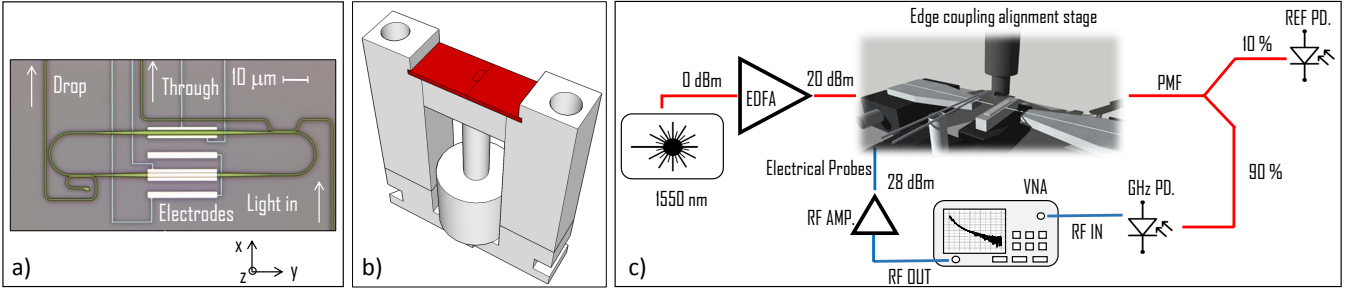 Drop
Through
10 μm
Electrodes
Light in
x
z
y
a)
b)
Edge coupling alignment stage
REF PD.
10 %
0 dBm
EDFA
20 dBm
PMF
Electrical Probes
1550 nm
28 dBm
RF AMP.
VNA
GHz PD.
90 %
RF IN
RF OUT
c)